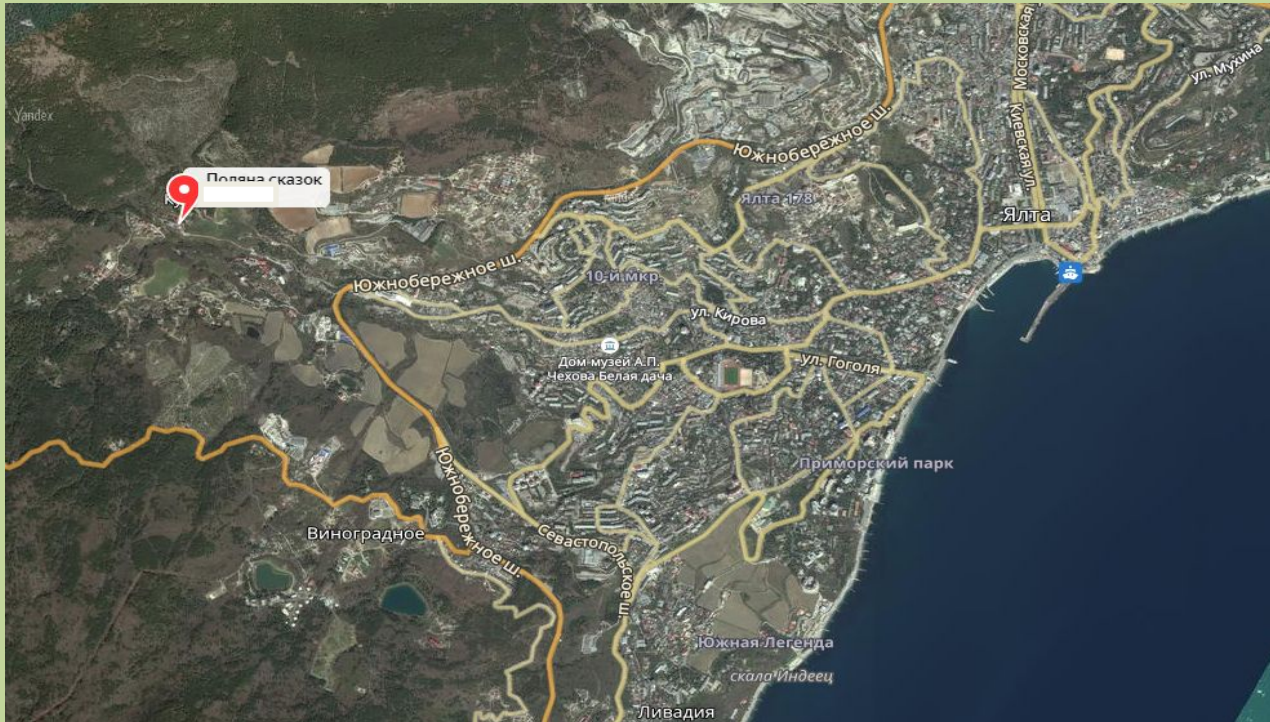 Московская
ул. Мухина
Yandex
Киевская ул.
Южнобережное ш.
Поляна сказок
Ялта 178
Ялта
Южнобережное ш.
10-й мкр
ул. Кирова
Дом-музей А.П.
Чехова Белая дача
ул. Гоголя
Приморский парк
Южнобережное ш.
Виноградное
Севастопольское ш.
Южная Легенда
скала Индеец
Ливадия